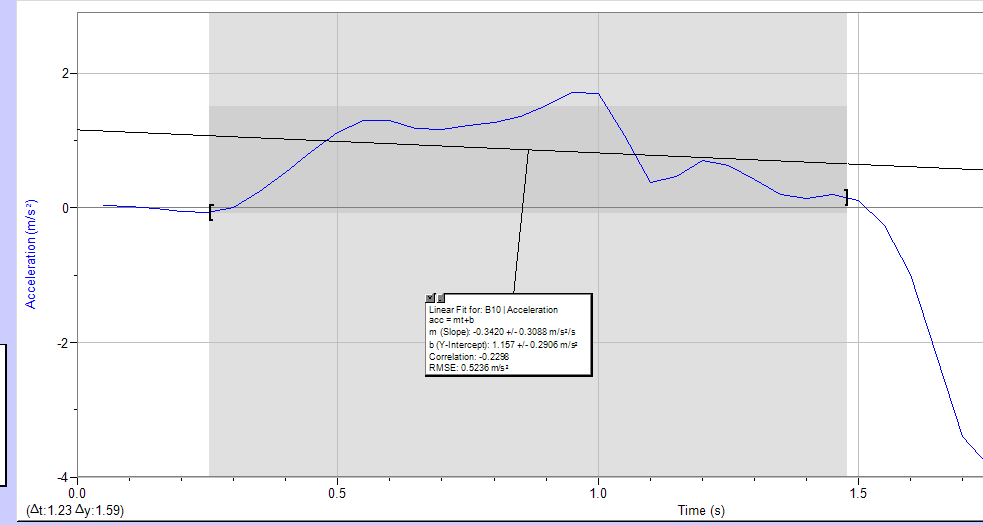 2
0
-2
-4
Acceleration (m/s²)
Linear Fit for: B10 | Acceleration
acc = mt+b
m (Slope): -0.3420 +/- 0.3088 m/s²/s
b (Y-Intercept): 1.157 +/- 0.2906 m/s²
Correlation: -0.2298
RMSE: 0.5236 m/s²
0.0 0.5 1.0 1.5
(Δt:1.23 Δy:1.59) Time (s)